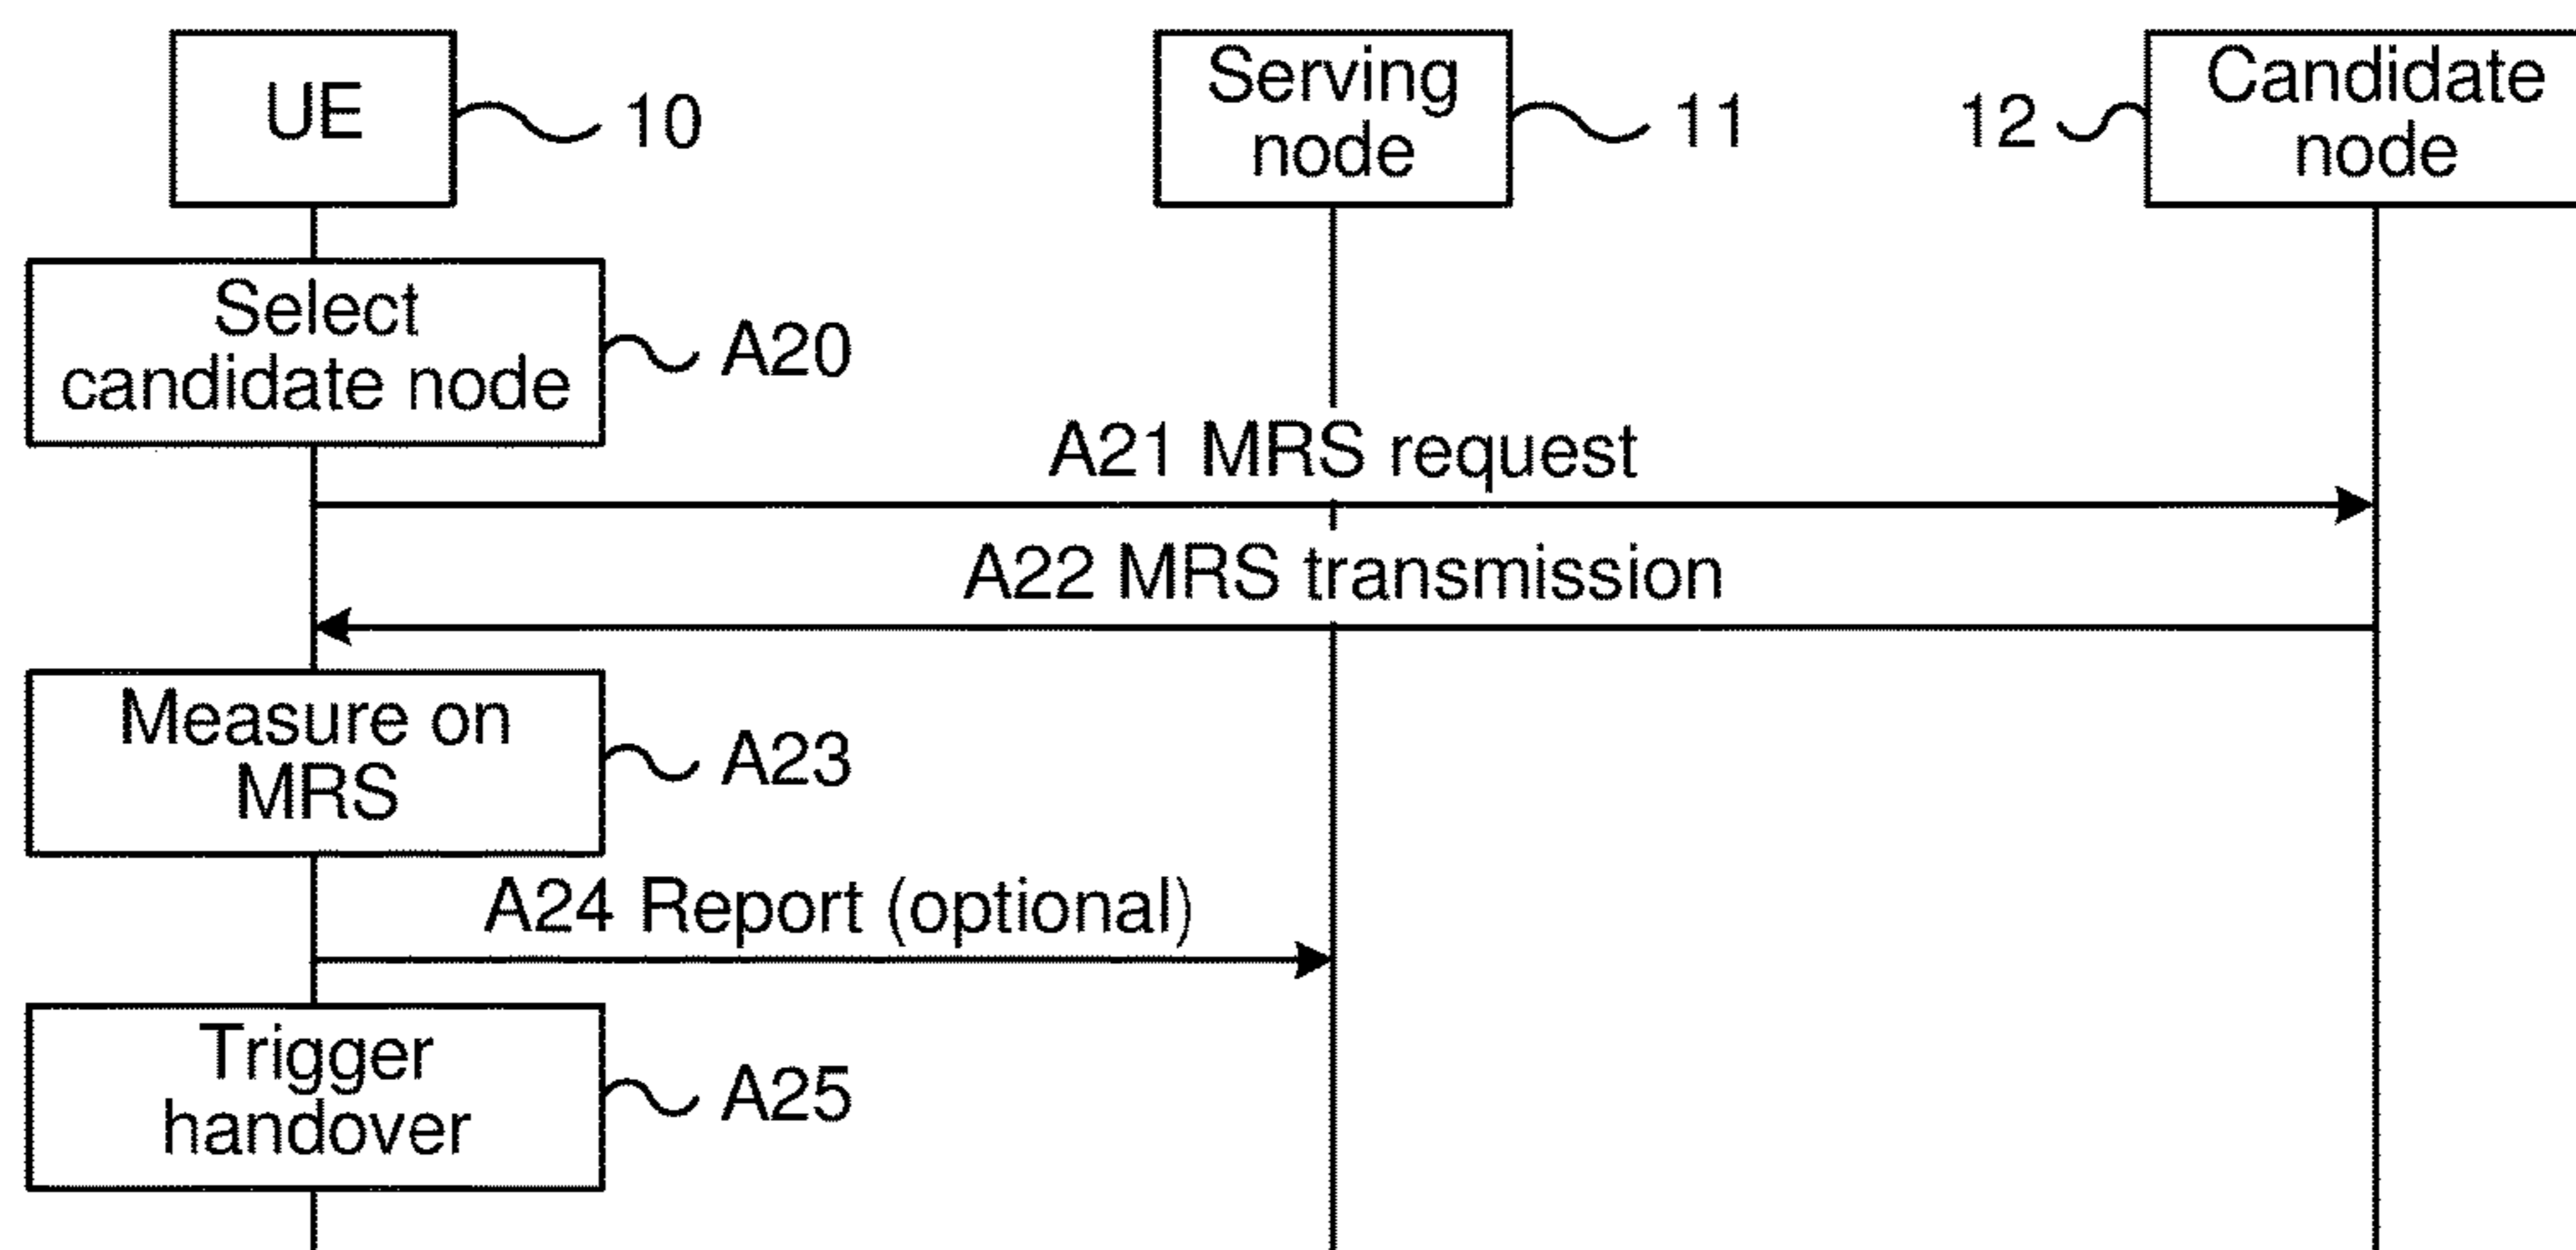 UE
10
Serving
node
11
12
Candidate
node
Select
candidate node
A20
A21 MRS request
A22 MRS transmission
Measure on
MRS
A23
A24 Report (optional)
Trigger
handover
A25